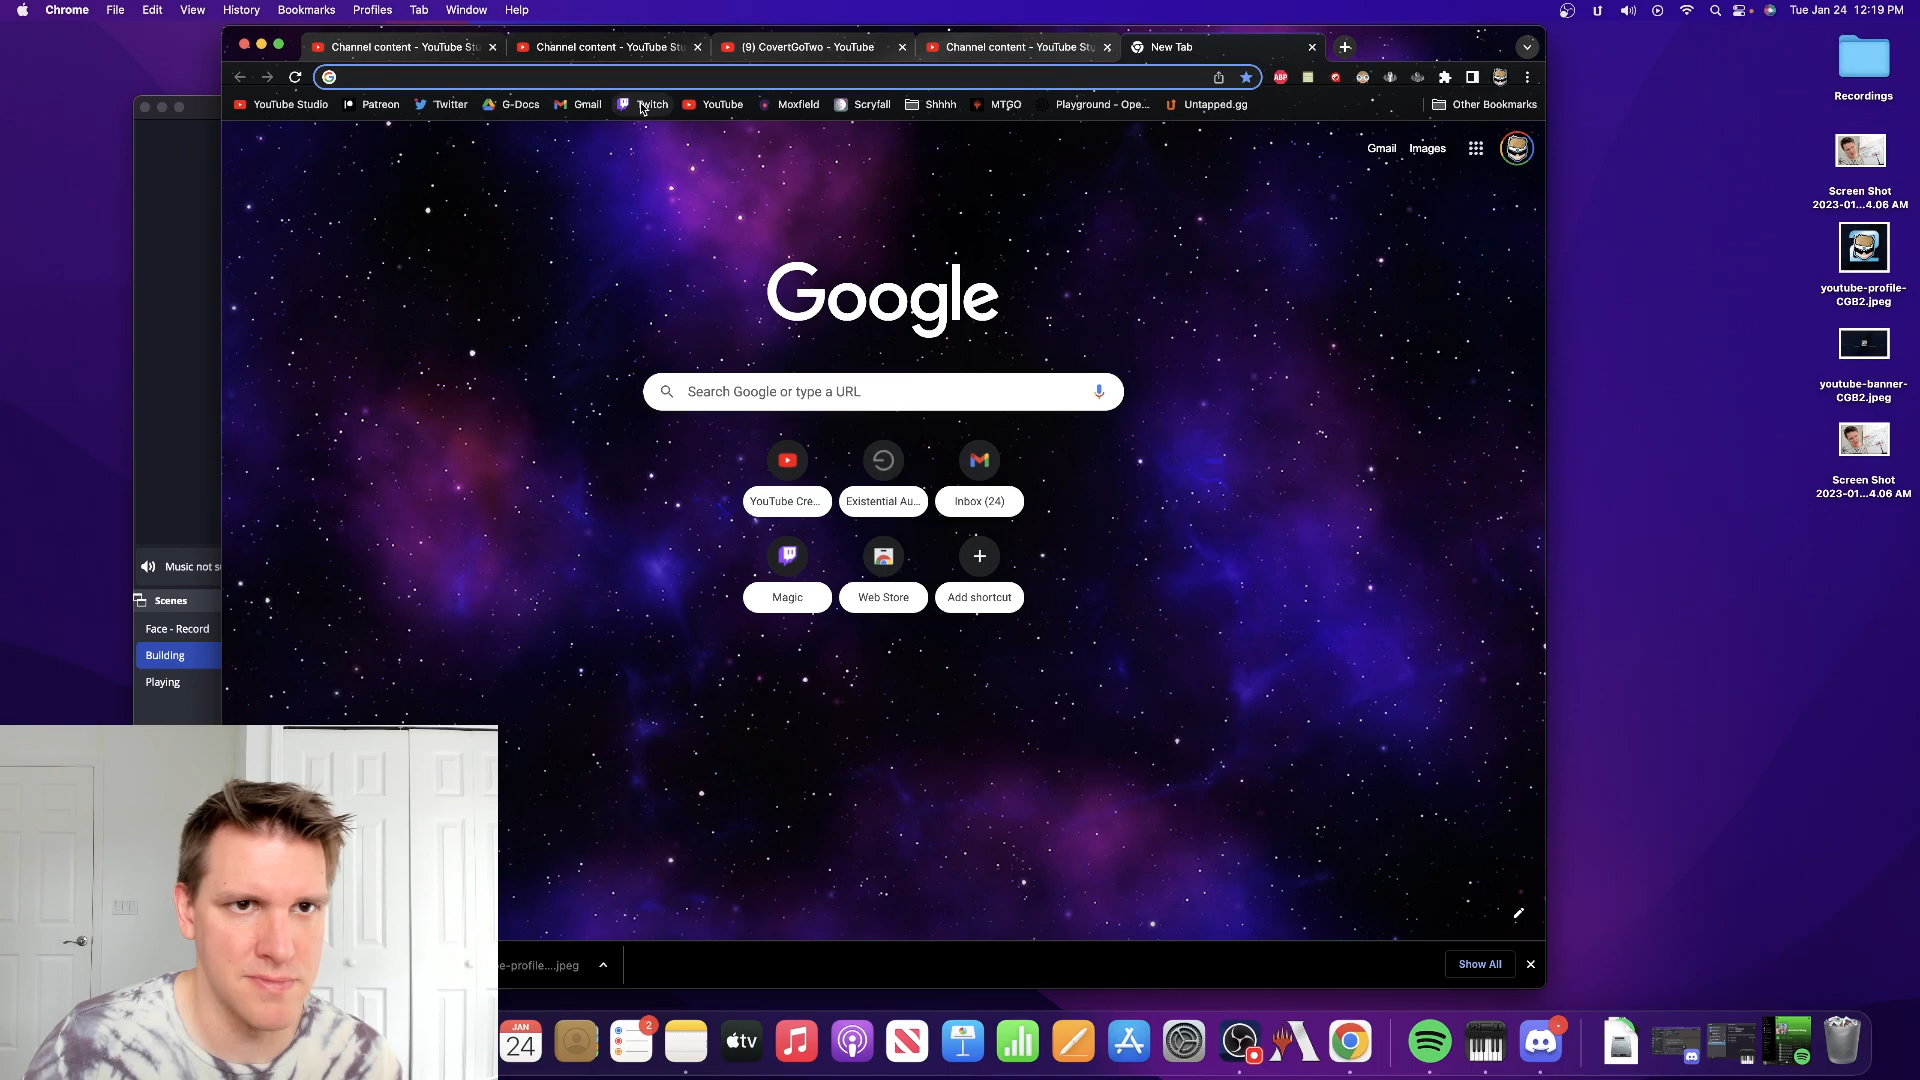 Chrome File Edit View History Bookmarks Profiles Tab Window Help
Tue Jan 24 12:19 PM
Channel content - YouTube Stu
Channel content - YouTube Stu
(9) CovertGoTwo - YouTube
Channel content - YouTube Stu
New Tab
YouTube Studio Patreon Twitter G-Docs Gmail Twitch YouTube Moxfield Scryfall Shhhh MTGO Playground - Ope... Untapped.gg Other Bookmarks
Gmail Images
Google
Search Google or type a URL
YouTube Cre... Existential Au... Inbox (24)
Magic Web Store Add shortcut
Recordings
Screen Shot
2023-01...4.06 AM
youtube-profile-
CGB2.jpeg
youtube-banner-
CGB2.jpeg
Screen Shot
2023-01...4.06 AM
Music not s
Scenes
Face - Record
Building
Playing
e-profile....jpeg
Show All
JAN
24
2
tv